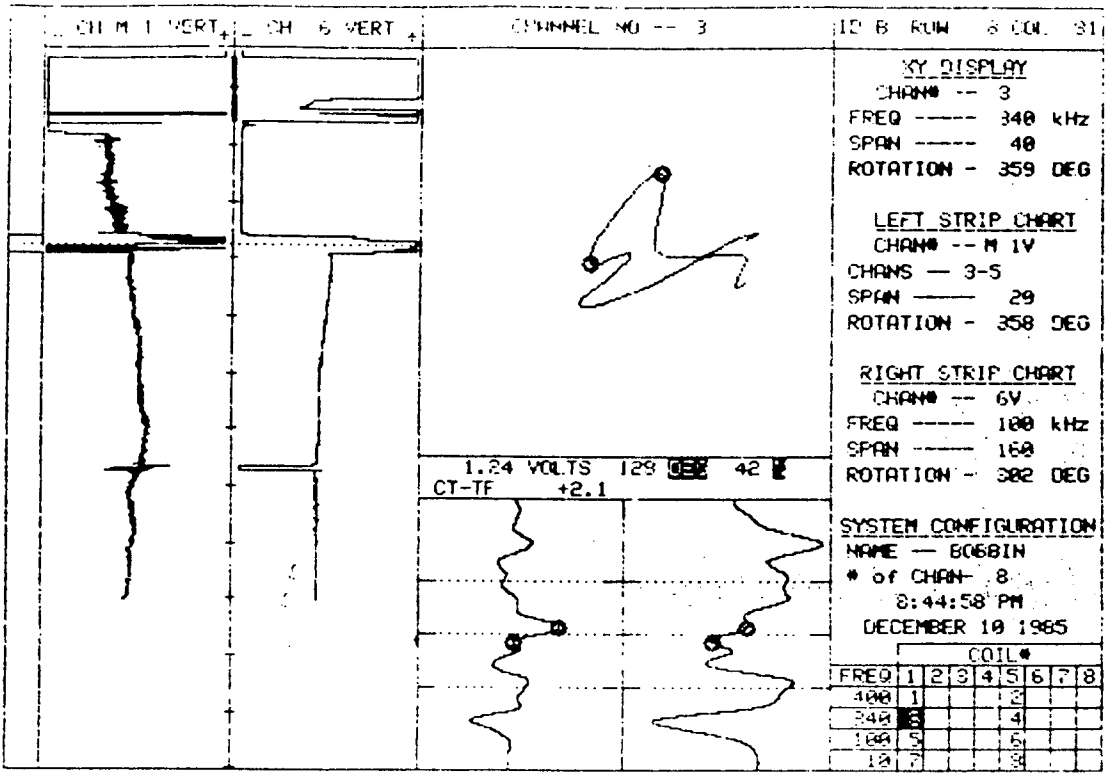 CH M 1 VERT +
- CH 6 VERT +
CHANNEL NO -- 3
ID B ROW 8 COL 31
XY DISPLAY
CHAN# -- 3
FREQ ----- 340 kHz
SPAN ----- 40
ROTATION - 359 DEG
LEFT STRIP CHART
CHAN# -- M 1V
CHANS -- 3-5
SPAN ----- 29
ROTATION - 358 DEG
RIGHT STRIP CHART
CHAN# -- 6V
FREQ ----- 100 kHz
SPAN ----- 160
ROTATION - 302 DEG
1.24 VOLTS 129 DEG 42
CT-TF +2.1
SYSTEM CONFIGURATION
NAME -- BOBBIN
# of CHAN- 8
8:44:58 PM
DECEMBER 10 1985
COIL#
FREQ 1 2 3 4 5 6 7 8
400 1 2
340 3 4
100 5 6
10 7 8